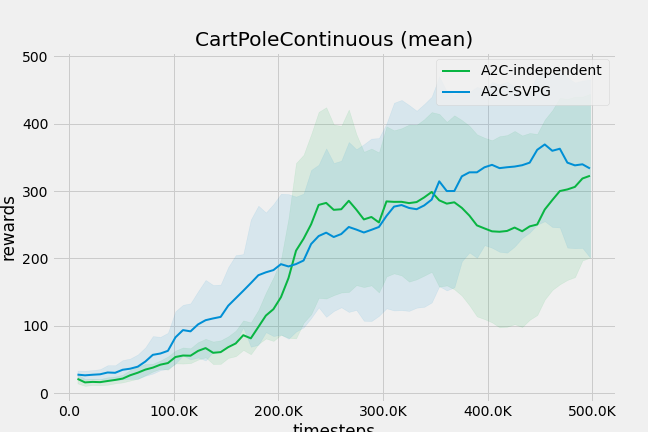 CartPoleContinuous (mean)
A2C-independent
A2C-SVPG
rewards
500
400
300
200
100
0
0.0
100.0K
200.0K
300.0K
400.0K
500.0K
timesteps